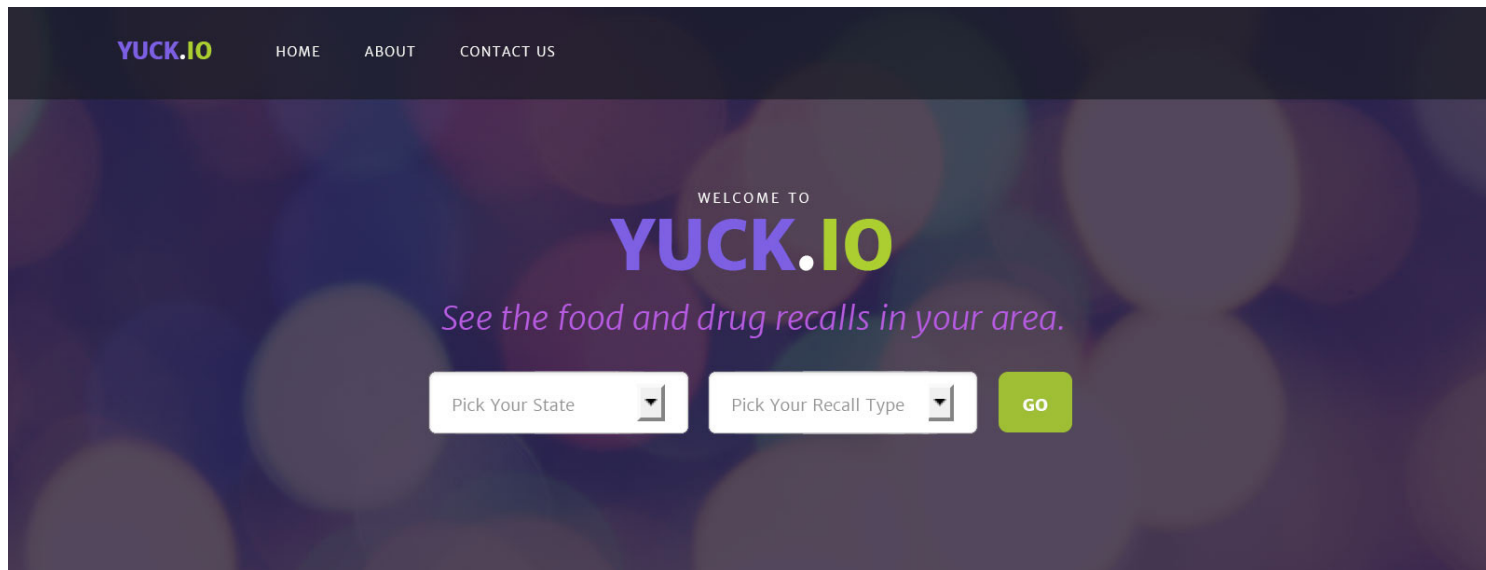 YUCK.IO HOME ABOUT CONTACT US
WELCOME TO
YUCK.IO
See the food and drug recalls in your area.
Pick Your State Pick Your Recall Type GO